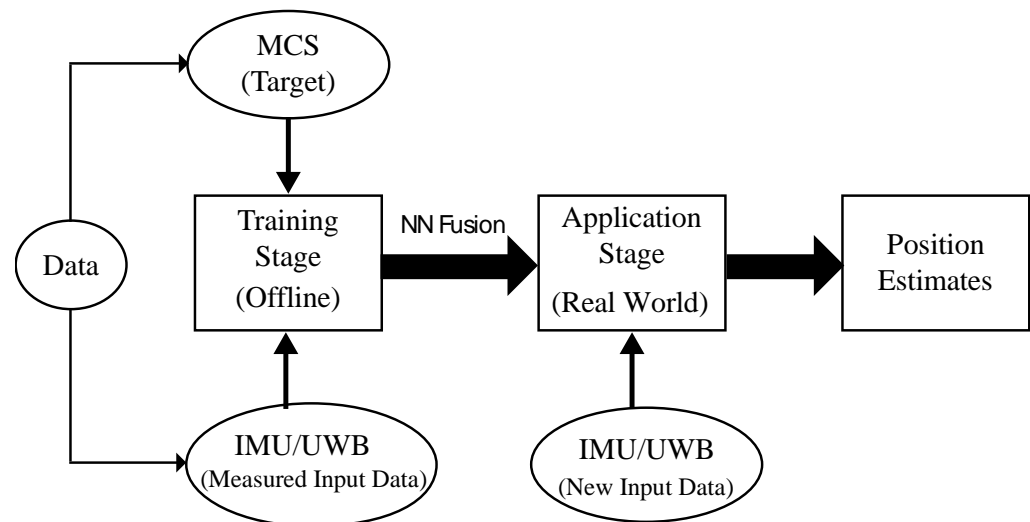 MCS
(Target)
Training
Stage
(Offline)
NN Fusion
Application
Stage
(Real World)
Position
Estimates
Data
IMU/UWB
(Measured Input Data)
IMU/UWB
(New Input Data)